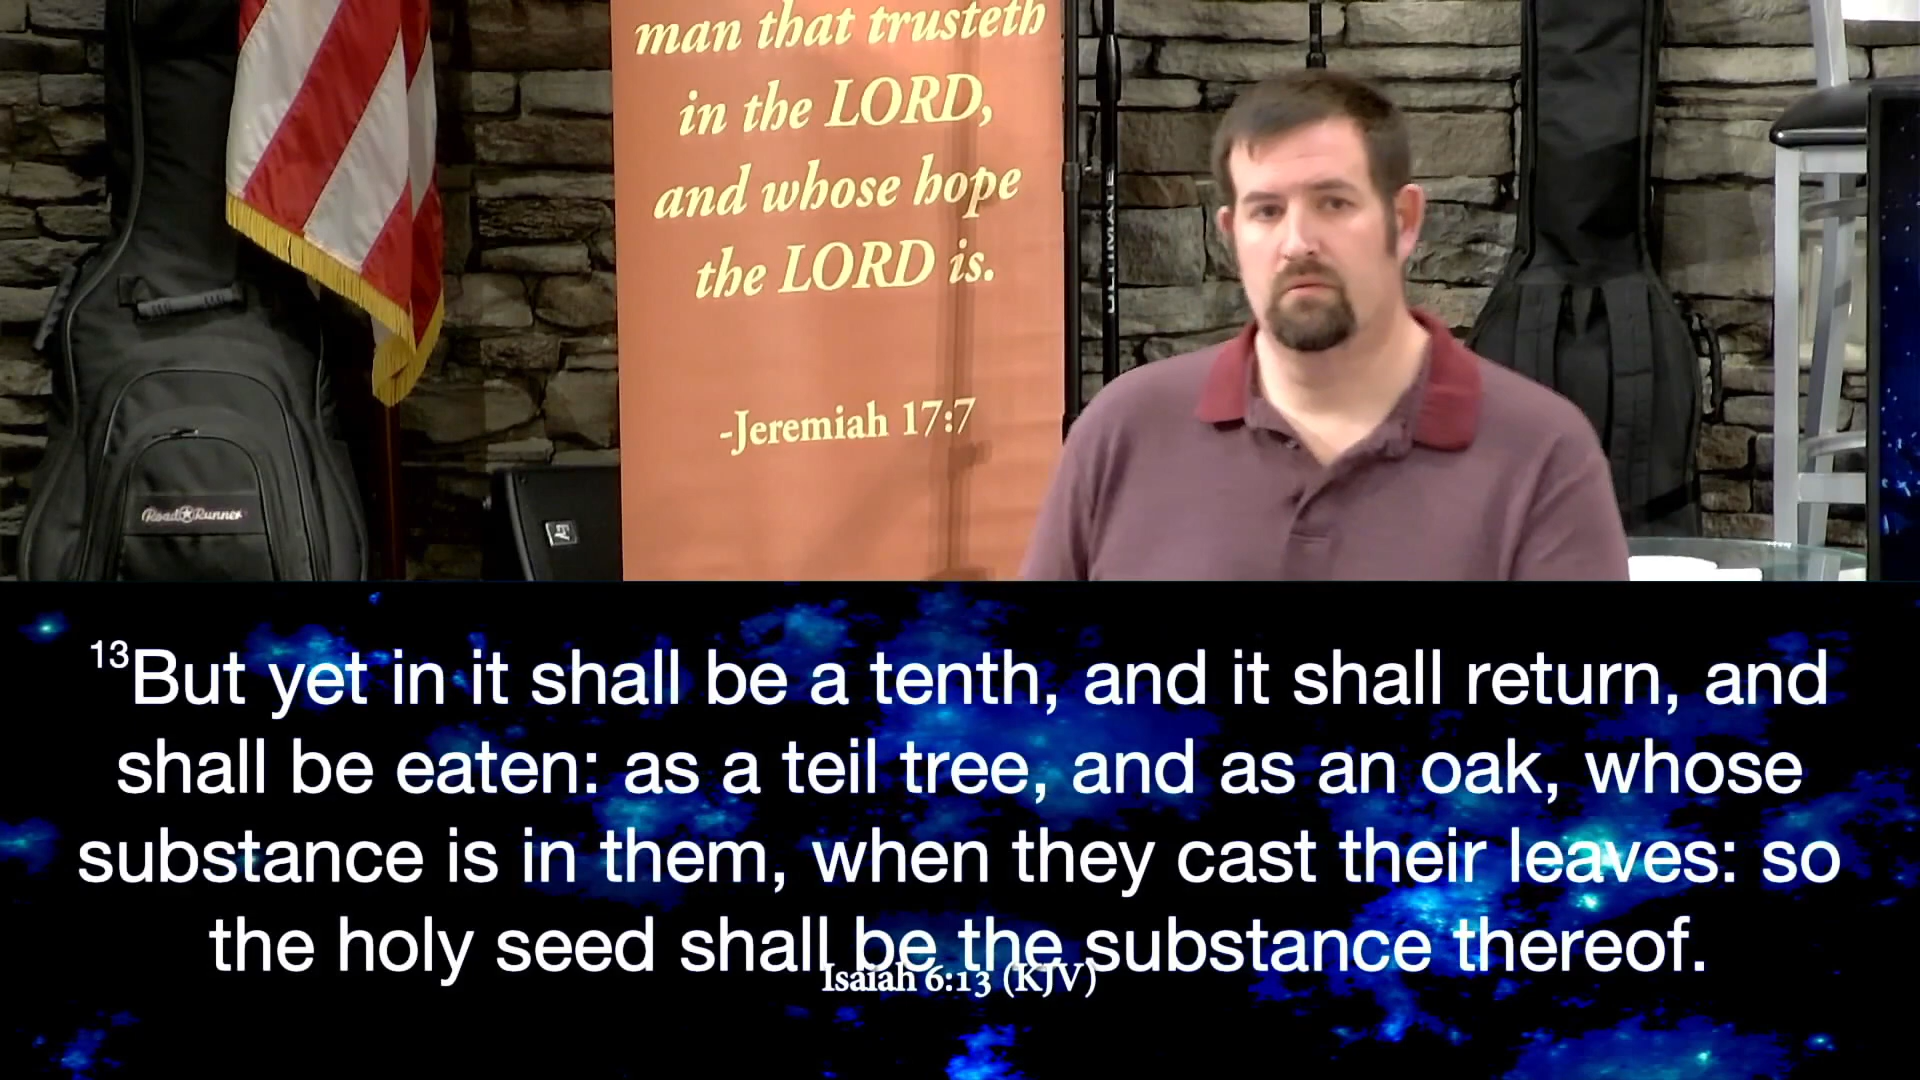 man that trusteth
in the LORD,
and whose hope
the LORD is.
-Jeremiah 17:7
Road Runner
13But yet in it shall be a tenth, and it shall return, and
shall be eaten: as a teil tree, and as an oak, whose
substance is in them, when they cast their leaves: so
the holy seed shall be the substance thereof.
Isaiah 6:13 (KJV)